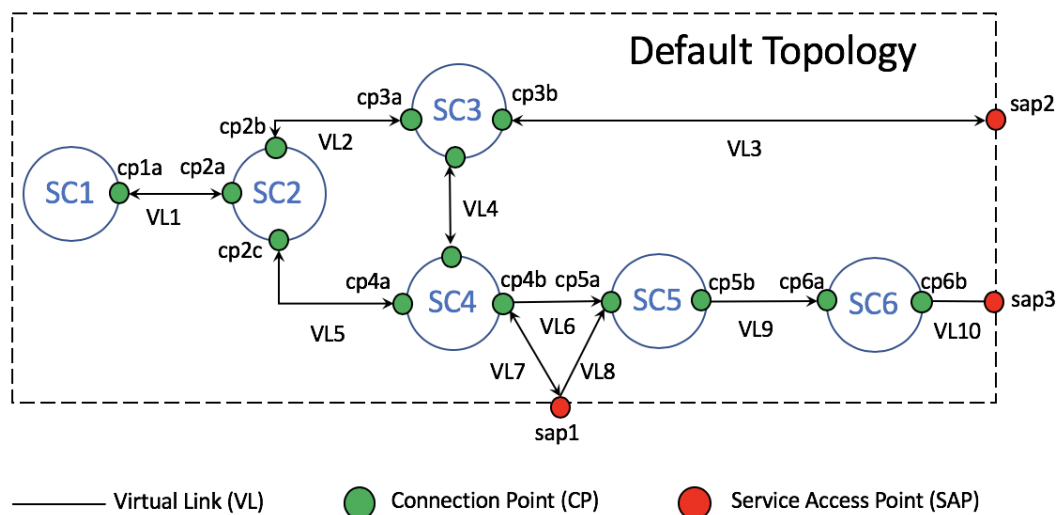 Default Topology
sap2
cp3a
SC3
cp3b
cp2b
VL2
VL3
cp1a
cp2a
SC1
SC2
VL1
VL4
cp2c
cp4a
SC4
cp4b
cp5a
SC5
cp5b
cp6a
SC6
cp6b
sap3
VL5
VL6
VL9
VL10
VL7
VL8
sap1
Virtual Link (VL)
Connection Point (CP)
Service Access Point (SAP)